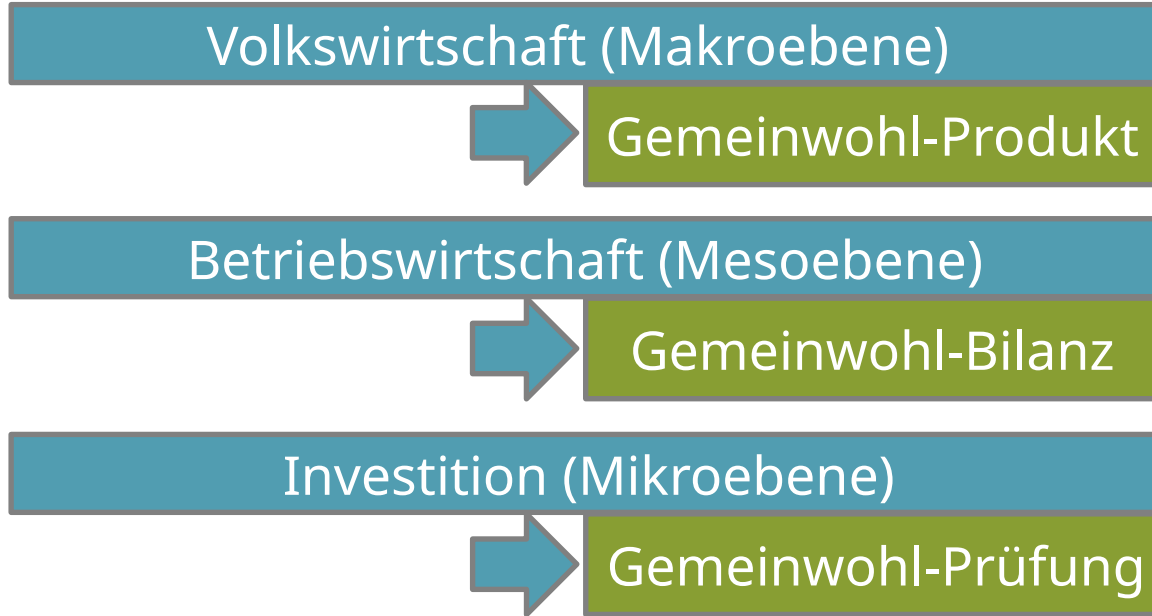 Volkswirtschaft (Makroebene)
Gemeinwohl-Produkt
Betriebswirtschaft (Mesoebene)
Gemeinwohl-Bilanz
Investition (Mikroebene)
Gemeinwohl-Prüfung